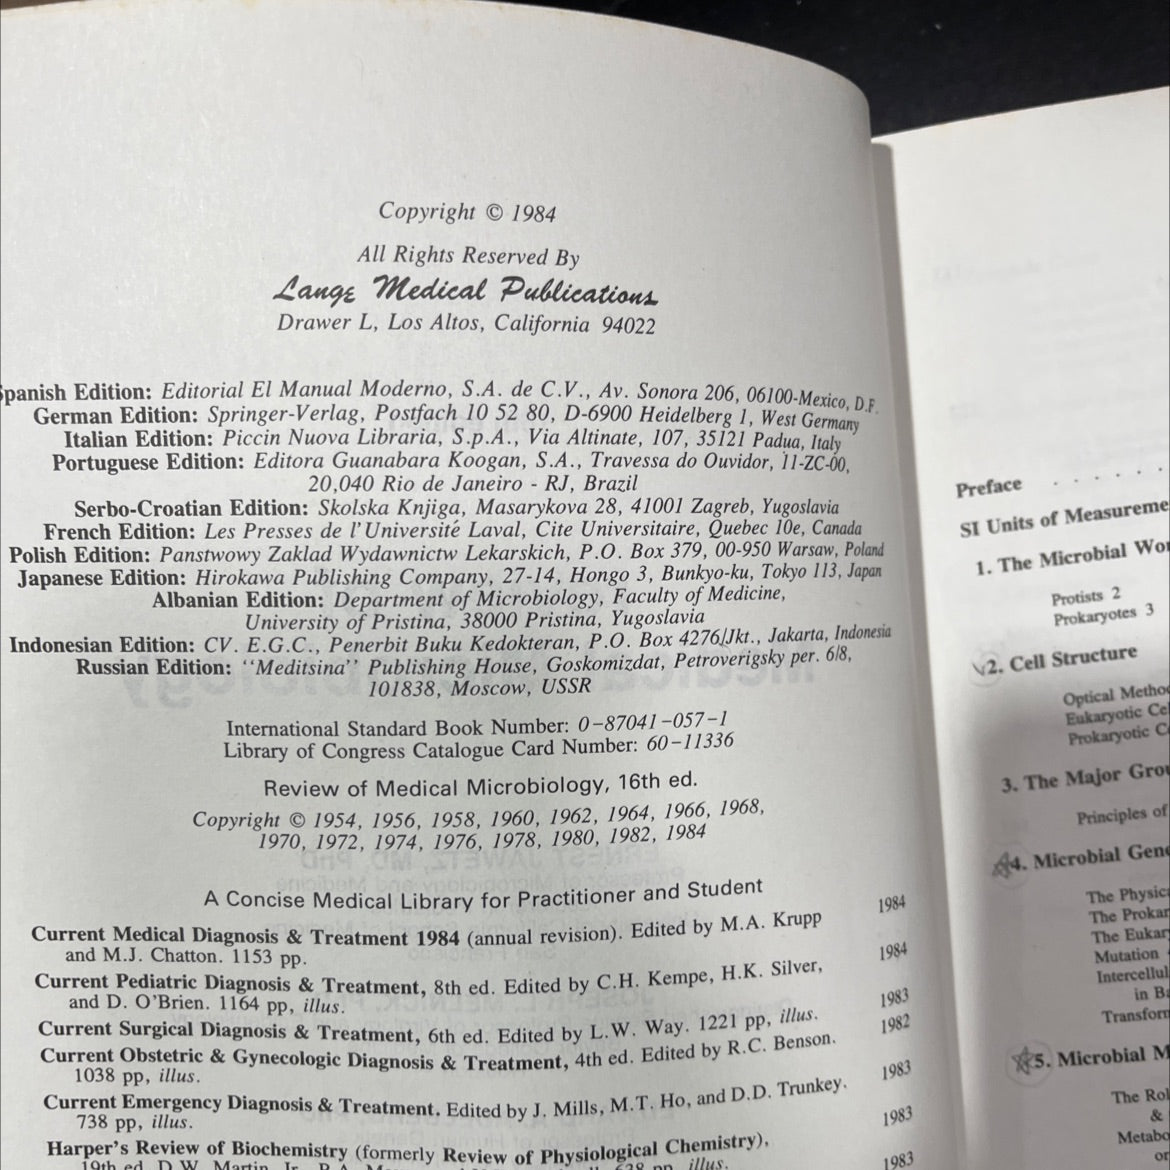 Copyright © 1984
All Rights Reserved By
Lange Medical Publications
Drawer L, Los Altos, California 94022
Spanish Edition: Editorial El Manual Moderno, S.A. de C.V., Av. Sonora 206, 06100-Mexico, D.F.
German Edition: Springer-Verlag, Postfach 10 52 80, D-6900 Heidelberg 1, West Germany
Italian Edition: Piccin Nuova Libraria, S.p.A., Via Altinate, 107, 35121 Padua, Italy
Portuguese Edition: Editora Guanabara Koogan, S.A., Travessa do Ouvidor, 11-ZC-00,
20,040 Rio de Janeiro - RJ, Brazil
Serbo-Croatian Edition: Skolska Knjiga, Masarykova 28, 41001 Zagreb, Yugoslavia
French Edition: Les Presses de l'Université Laval, Cite Universitaire, Quebec 10e, Canada
Polish Edition: Panstwowy Zaklad Wydawnictw Lekarskich, P.O. Box 379, 00-950 Warsaw, Poland
Japanese Edition: Hirokawa Publishing Company, 27-14, Hongo 3, Bunkyo-ku, Tokyo 113, Japan
Albanian Edition: Department of Microbiology, Faculty of Medicine,
University of Pristina, 38000 Pristina, Yugoslavia
Indonesian Edition: CV. E.G.C., Penerbit Buku Kedokteran, P.O. Box 4276/Jkt., Jakarta, Indonesia
Russian Edition: "Meditsina" Publishing House, Goskomizdat, Petroverigsky per. 6/8,
101838, Moscow, USSR
International Standard Book Number: 0-87041-057-1
Library of Congress Catalogue Card Number: 60-11336
Review of Medical Microbiology, 16th ed.
Copyright © 1954, 1956, 1958, 1960, 1962, 1964, 1966, 1968,
1970, 1972, 1974, 1976, 1978, 1980, 1982, 1984
A Concise Medical Library for Practitioner and Student
Current Medical Diagnosis & Treatment 1984 (annual revision). Edited by M.A. Krupp 1984
and M.J. Chatton. 1153 pp.
Current Pediatric Diagnosis & Treatment, 8th ed. Edited by C.H. Kempe, H.K. Silver, 1984
and D. O'Brien. 1164 pp, illus.
Current Surgical Diagnosis & Treatment, 6th ed. Edited by L.W. Way. 1221 pp, illus. 1983
Current Obstetric & Gynecologic Diagnosis & Treatment, 4th ed. Edited by R.C. Benson. 1982
1038 pp, illus.
Current Emergency Diagnosis & Treatment. Edited by J. Mills, M.T. Ho, and D.D. Trunkey. 1983
738 pp, illus.
Harper's Review of Biochemistry (formerly Review of Physiological Chemistry), 1983
19th ed. D.W. Martin, Jr., P.A. pp, illus. 1983
Preface . . . . .
SI Units of Measureme
1. The Microbial Wor
Protists 2
Prokaryotes 3
2. Cell Structure
Optical Metho
Eukaryotic Cel
Prokaryotic C
3. The Major Grou
Principles of
4. Microbial Gene
The Physica
The Prokar
The Eukar
Mutation
Intercellul
in Ba
Transform
5. Microbial M
The Rol
&
Metabo
or